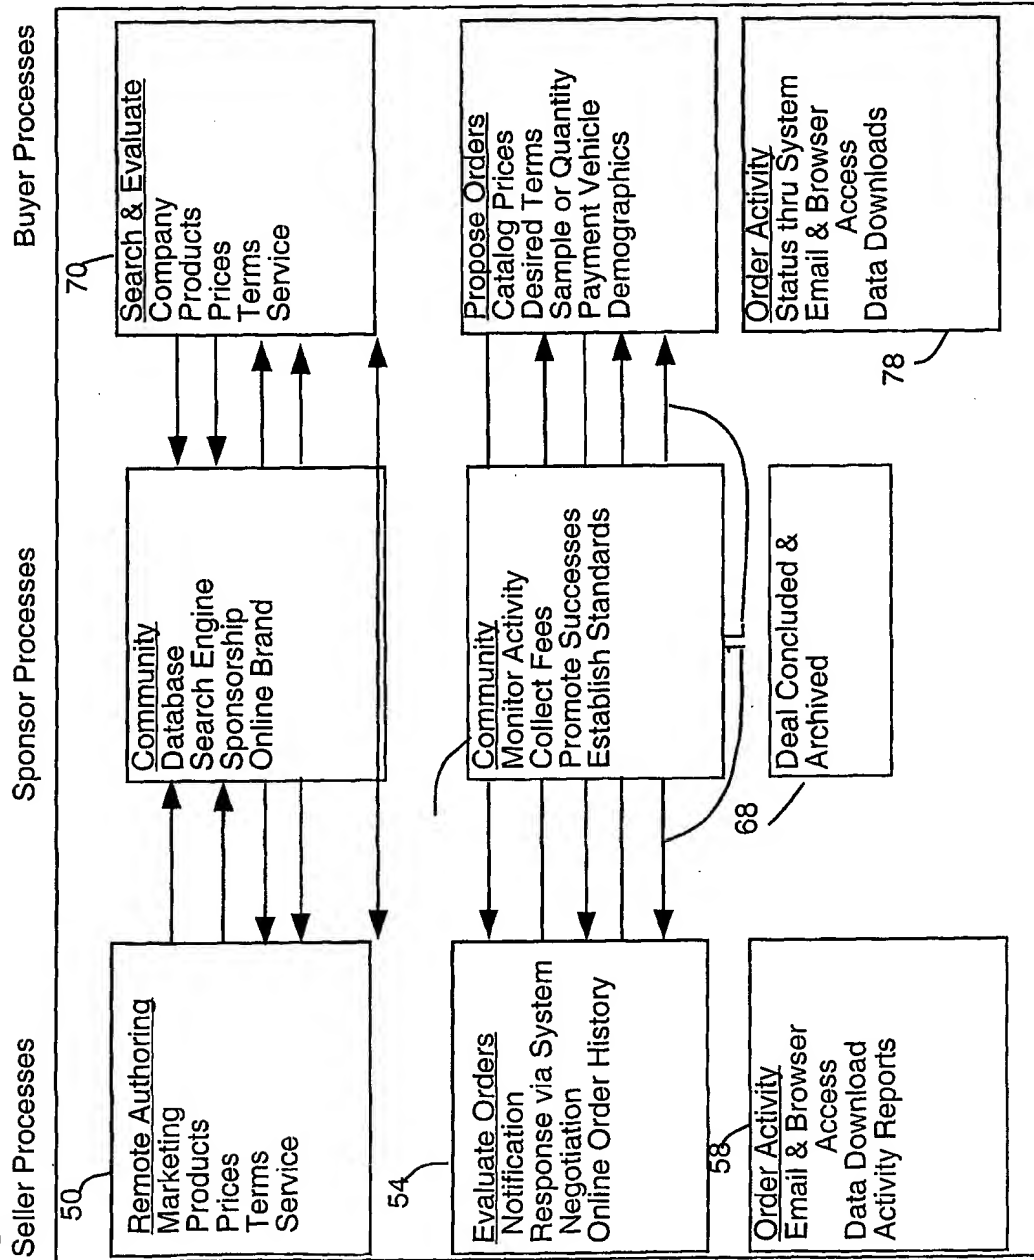 Seller Processes
Sponsor Processes
Buyer Processes
50
Remote Authoring
Marketing
Products
Prices
Terms
Service
Community
Database
Search Engine
Sponsorship
Online Brand
70
Search & Evaluate
Company
Products
Prices
Terms
Service
54
Evaluate Orders
Notification
Response via System
Negotiation
Online Order History
Community
Monitor Activity
Collect Fees
Promote Successes
Establish Standards
Propose Orders
Catalog Prices
Desired Terms
Sample or Quantity
Payment Vehicle
Demographics
1L
58
Order Activity
Email & Browser
Access
Data Download
Activity Reports
68
Deal Concluded &
Archived
78
Order Activity
Status thru System
Email & Browser
Access
Data Downloads